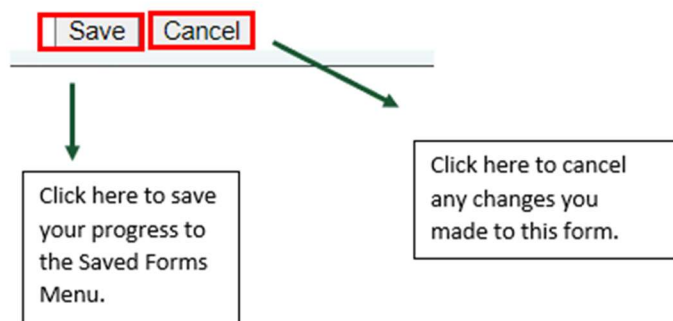 Save Cancel
Click here to save
your progress to
the Saved Forms
Menu.
Click here to cancel
any changes you
made to this form.